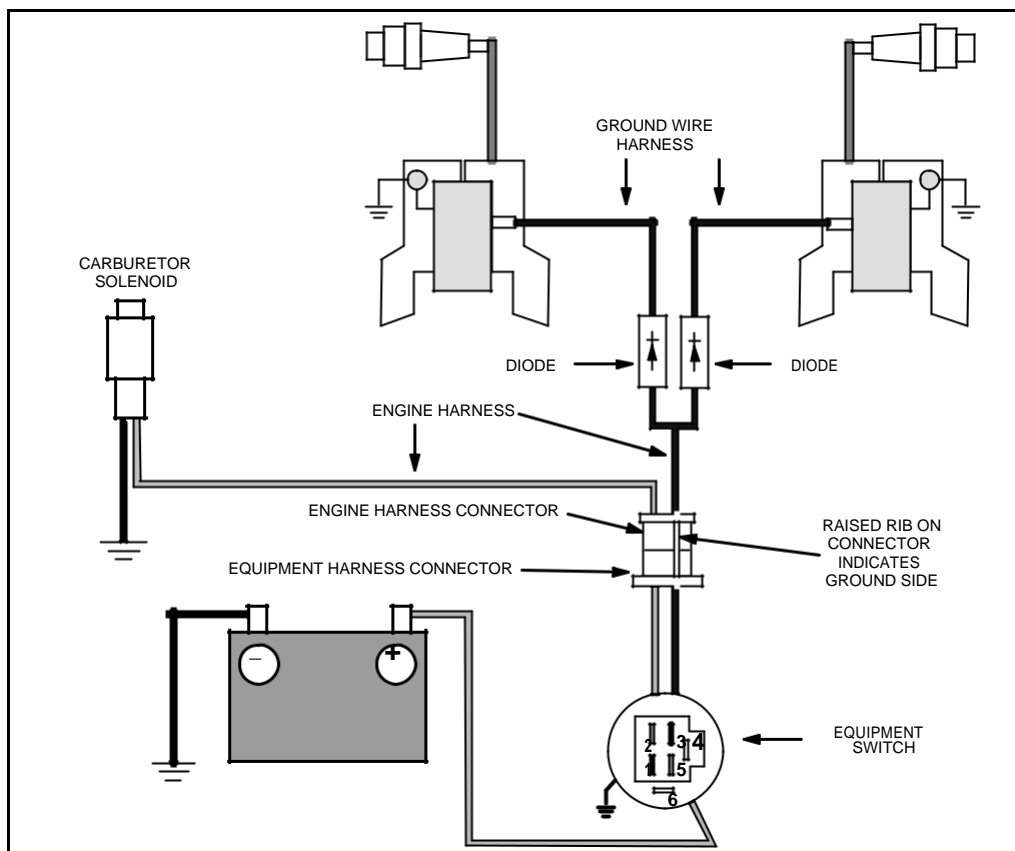 GROUND WIRE
HARNESS
CARBURETOR
SOLENOID
DIODE
DIODE
ENGINE HARNESS
ENGINE HARNESS CONNECTOR
RAISED RIB ON
CONNECTOR
INDICATES
GROUND SIDE
EQUIPMENT HARNESS CONNECTOR
− +
EQUIPMENT
SWITCH
2 3 4
1 5
6